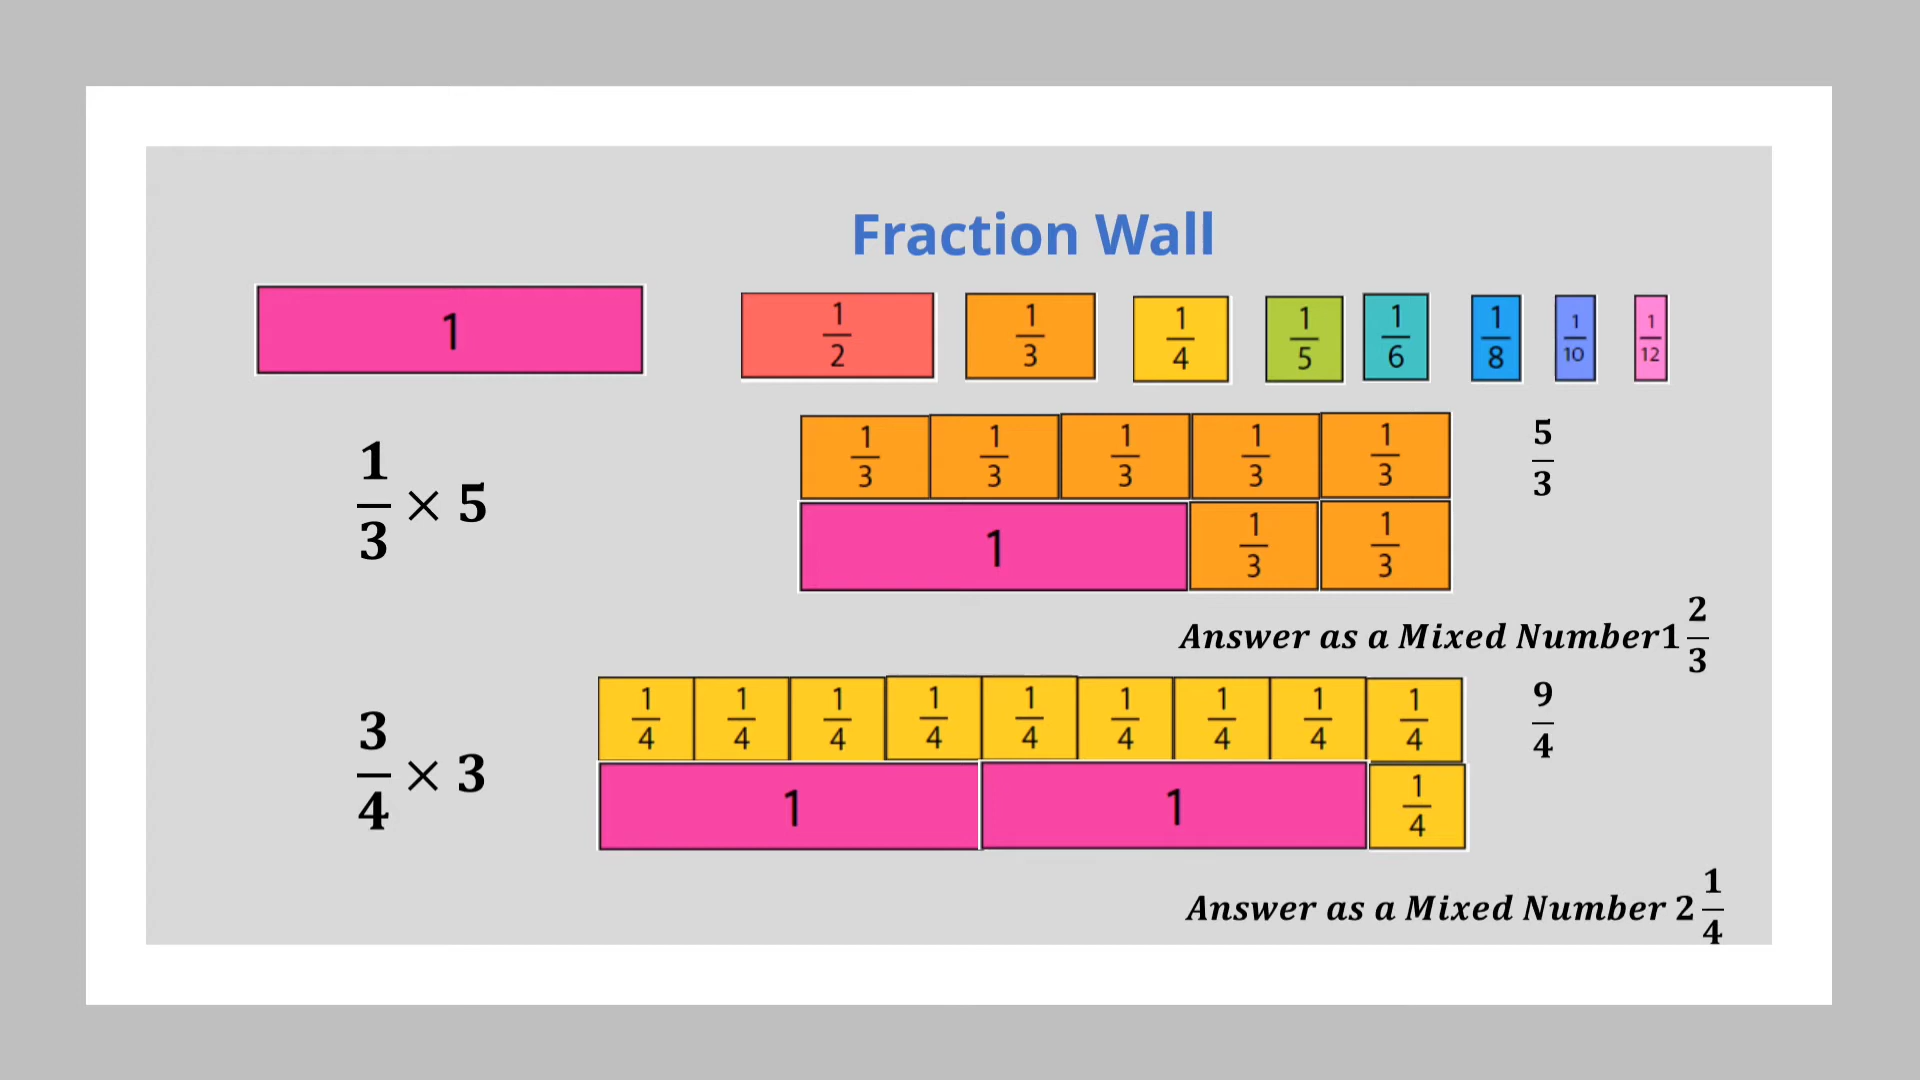 Fraction Wall
1 1/2 1/3 1/4 1/5 1/6 1/8 1/10 1/12
1/3 × 5
1/3 1/3 1/3 1/3 1/3
5/3
1 1/3 1/3
Answer as a Mixed Number1 2/3
3/4 × 3
1/4 1/4 1/4 1/4 1/4 1/4 1/4 1/4 1/4
9/4
1 1 1/4
Answer as a Mixed Number 2 1/4